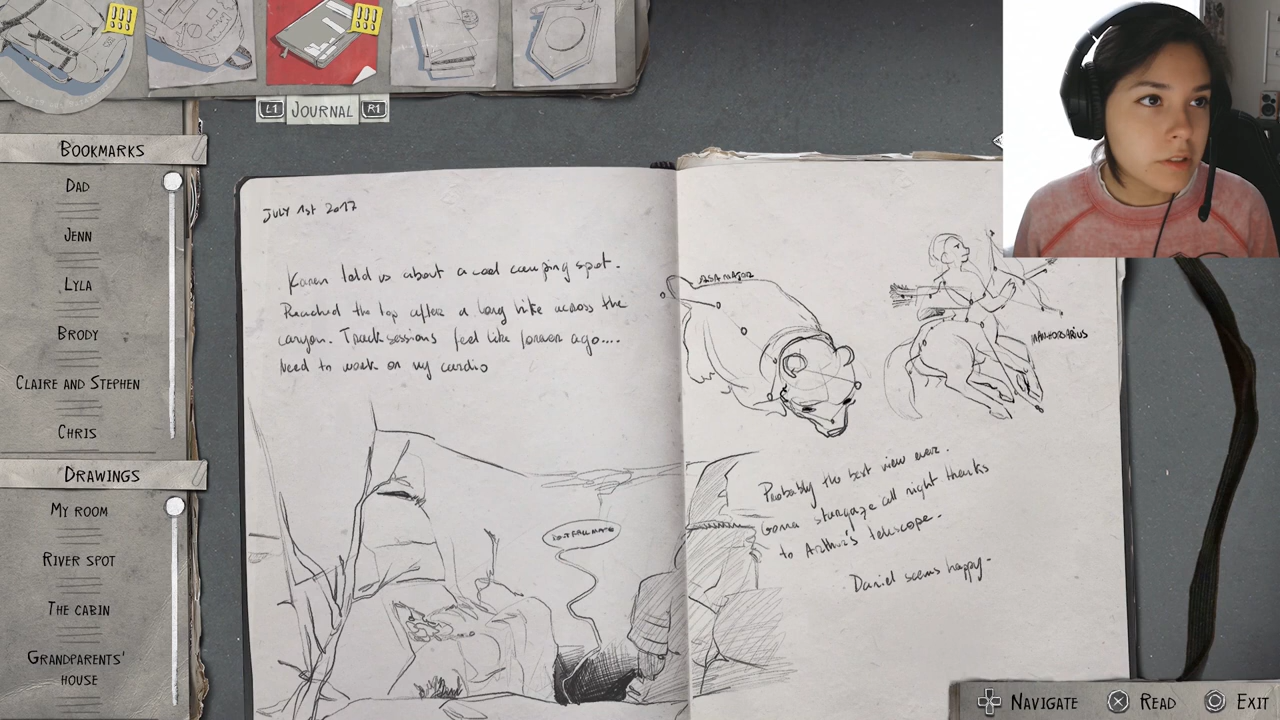 L1 JOURNAL R1
BOOKMARKS
DAD
JENN
LYLA
BRODY
CLAIRE AND STEPHEN
CHRIS
DRAWINGS
MY ROOM
RIVER SPOT
THE CABIN
GRANDPARENTS'
HOUSE
JULY 1st 2017
Karen told us about a cool camping spot.
Reached the top after a long hike across the
canyon. Track sessions feel like forever ago....
Need to work on my cardio
Probably the best view ever.
Gonna stargaze all night thanks
to Arthur's telescope.
Daniel seems happy.
NAVIGATE
READ
EXIT